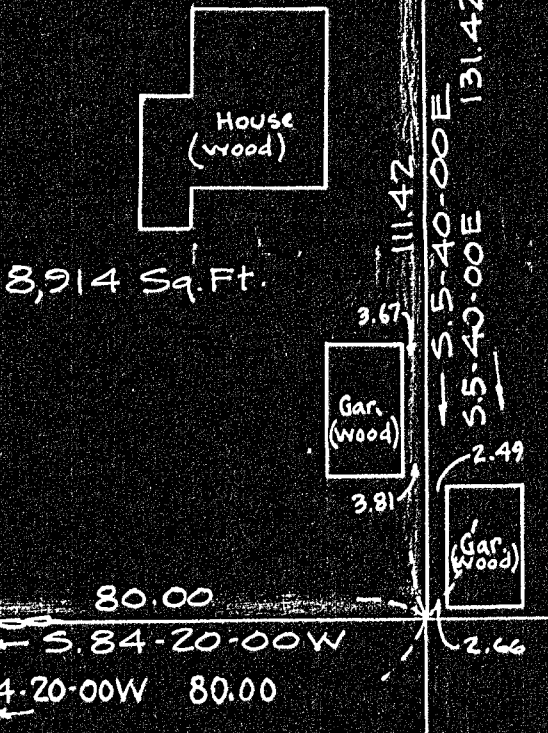 131.42
House
(wood)
111.42
S.5-40-00E
S.5-40-00E
8,914 Sq.Ft.
3.67
Gar.
(wood)
2.49
3.81
Gar.
(wood)
80.00
S.84-20-00W
2.66
4-20-00W 80.00